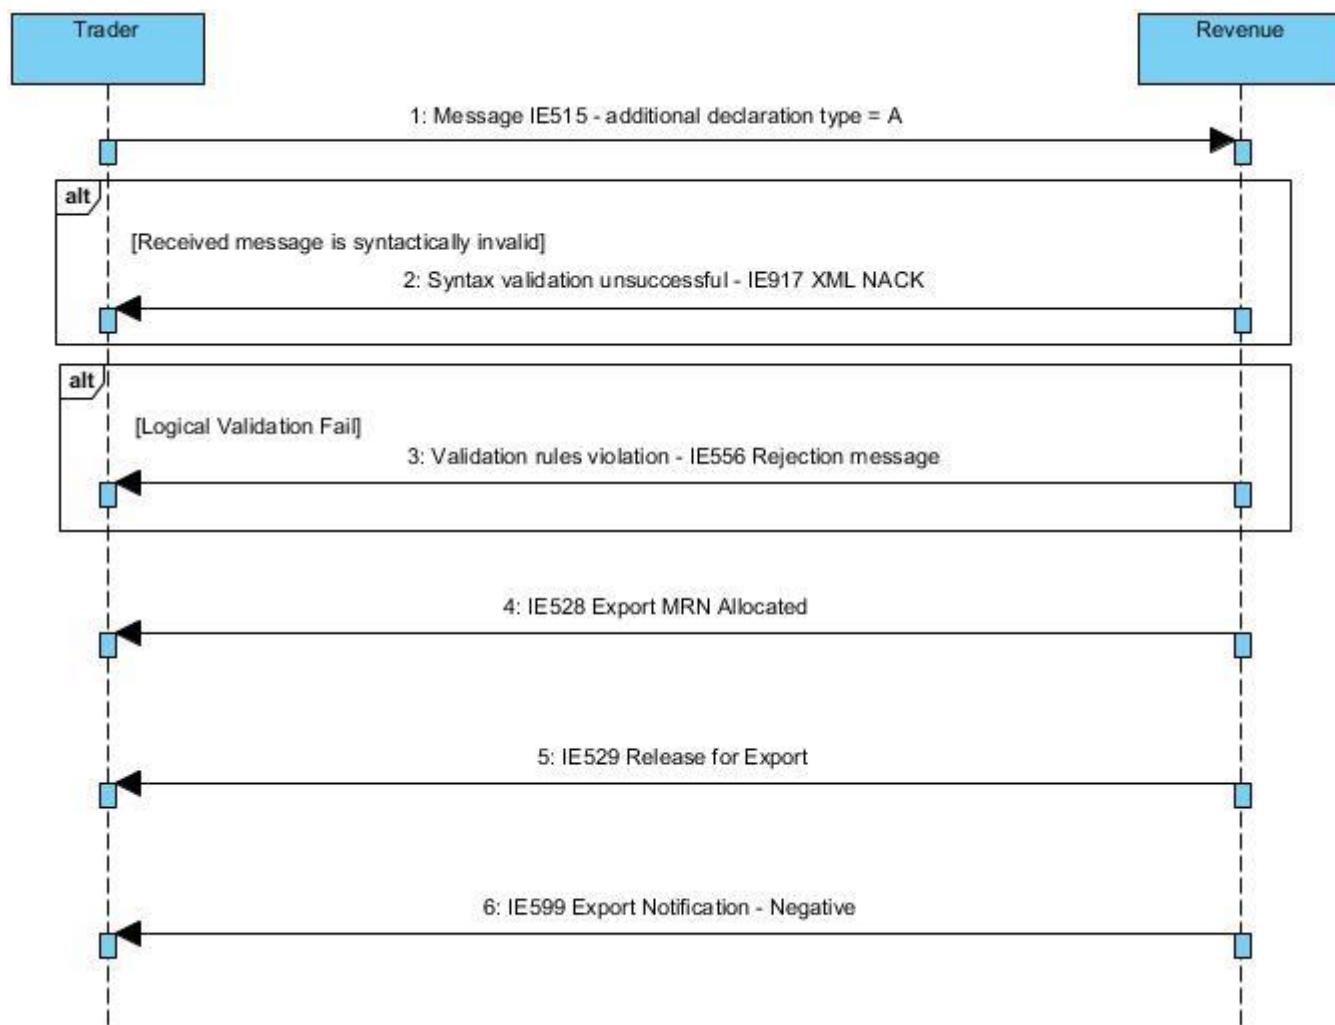 Trader
Revenue
1: Message IE515 - additional declaration type = A
alt
[Received message is syntactically invalid]
2: Syntax validation unsuccessful - IE917 XML NACK
alt
[Logical Validation Fail]
3: Validation rules violation - IE556 Rejection message
4: IE528 Export MRN Allocated
5: IE529 Release for Export
6: IE599 Export Notification - Negative